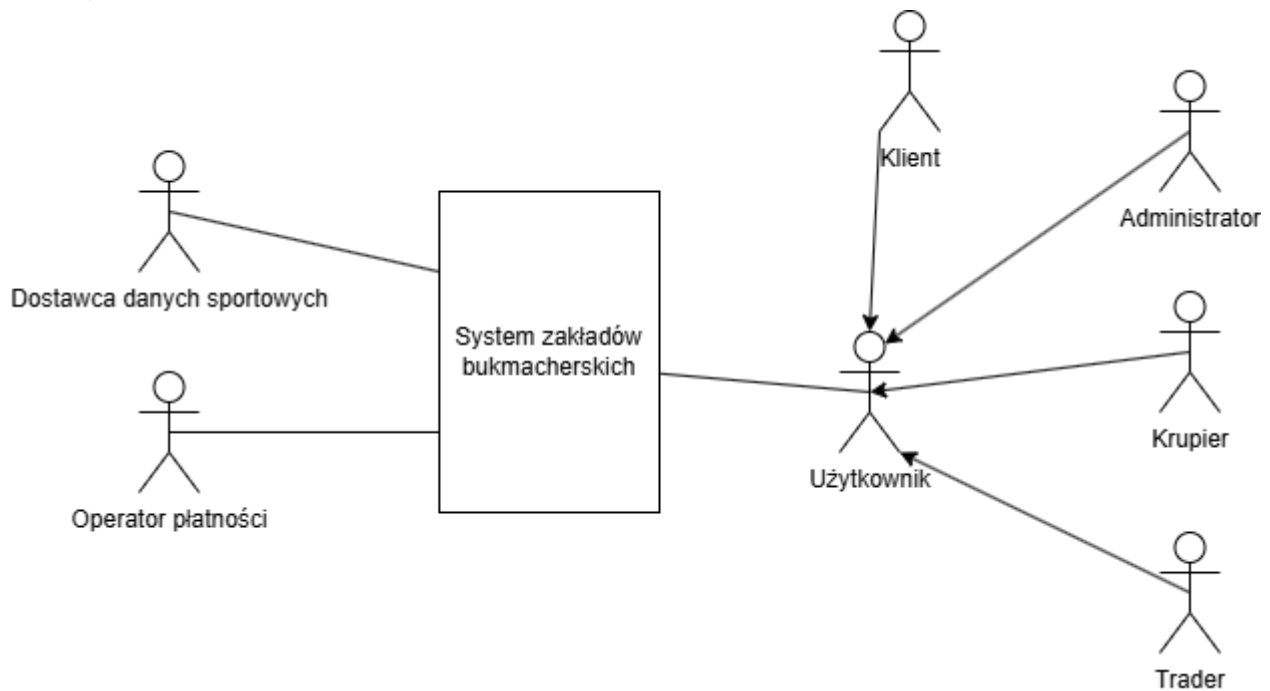 Klient
Administrator
Dostawca danych sportowych
System zakładów
bukmacherskich
Krupier
Użytkownik
Operator płatności
Trader